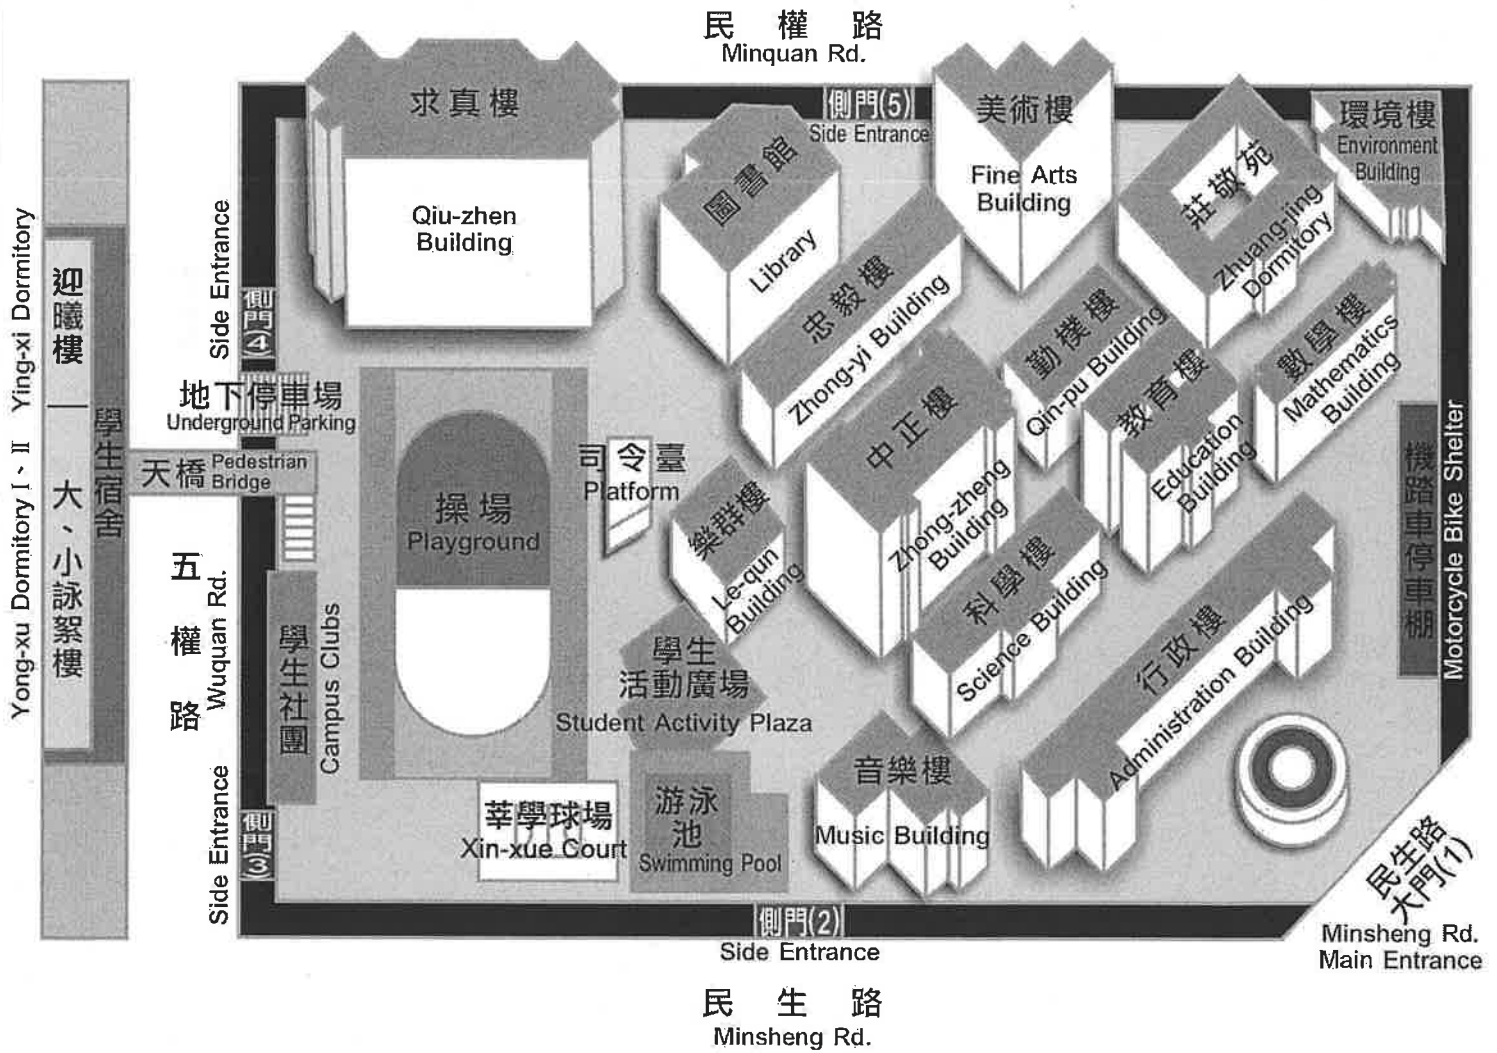 民權路
Minquan Rd.
求真樓
Qiu-zhen
Building
圖書館
Library
側門(5)
Side Entrance
美術樓
Fine Arts
Building
莊敬苑
Zhuang-jing
Dormitory
環境樓
Environment
Building
忠毅樓
Zhong-yi Building
勤樸樓
Qin-pu Building
教育樓
Education
Building
數學樓
Mathematics
Building
機踏車停車棚
Motorcycle Bike Shelter
Side Entrance
側門(4)
地下停車場
Underground Parking
天橋
Pedestrian
Bridge
迎曦樓
Ying-xi Dormitory
大、小詠絮樓
Yong-xu Dormitory I、II
學生宿舍
五權路
Wuquan Rd.
學生社團
Campus Clubs
操場
Playground
司令臺
Platform
樂群樓
Le-qun
Building
中正樓
Zhong-zheng
Building
科學樓
Science Building
行政樓
Administration Building
學生
活動廣場
Student Activity Plaza
音樂樓
Music Building
游泳
池
Swimming Pool
莘學球場
Xin-xue Court
Side Entrance
側門(3)
側門(2)
Side Entrance
民生路
大門(1)
Minsheng Rd.
Main Entrance
民生路
Minsheng Rd.